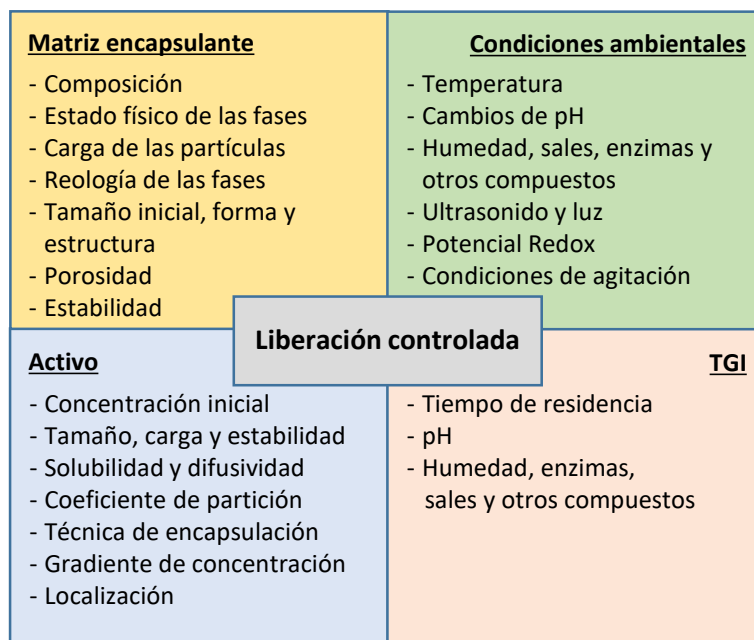 Matriz encapsulante
- Composición
- Estado físico de las fases
- Carga de las partículas
- Reología de las fases
- Tamaño inicial, forma y
estructura
- Porosidad
- Estabilidad
Condiciones ambientales
- Temperatura
- Cambios de pH
- Humedad, sales, enzimas y
otros compuestos
- Ultrasonido y luz
- Potencial Redox
- Condiciones de agitación
Liberación controlada
Activo
- Concentración inicial
- Tamaño, carga y estabilidad
- Solubilidad y difusividad
- Coeficiente de partición
- Técnica de encapsulación
- Gradiente de concentración
- Localización
TGI
- Tiempo de residencia
- pH
- Humedad, enzimas,
sales y otros compuestos